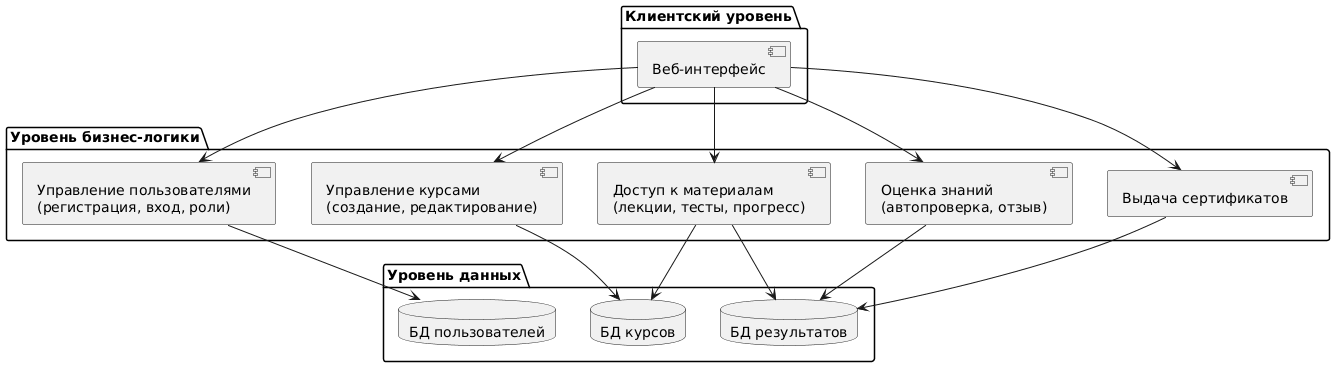 Клиентский уровень
Веб-интерфейс
Уровень бизнес-логики
Управление пользователями
(регистрация, вход, роли)
Управление курсами
(создание, редактирование)
Доступ к материалам
(лекции, тесты, прогресс)
Оценка знаний
(автопроверка, отзыв)
Выдача сертификатов
Уровень данных
БД пользователей
БД курсов
БД результатов